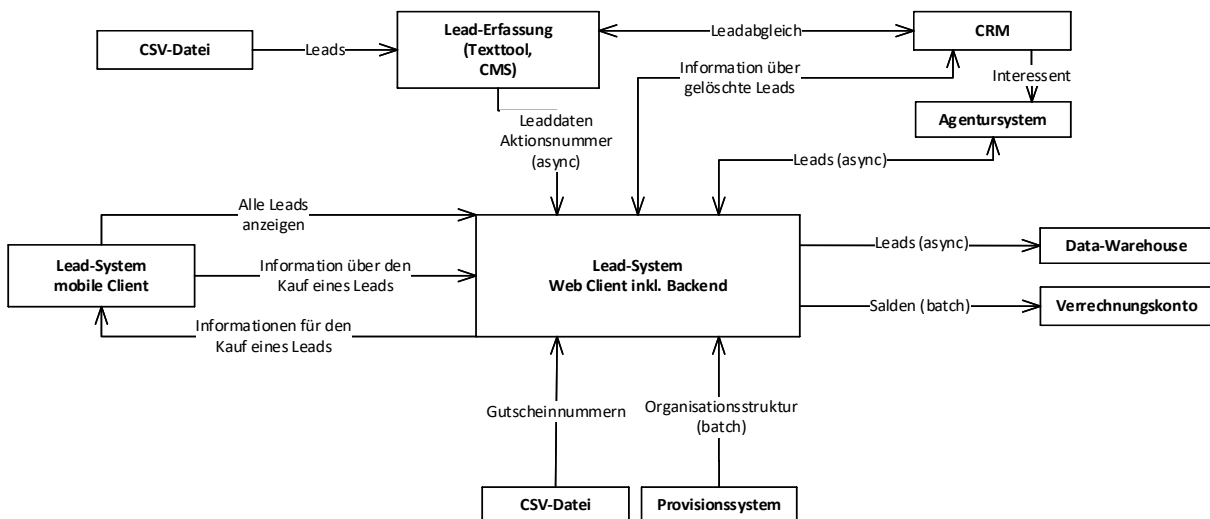 CSV-Datei
Leads
Lead-Erfassung
(Texttool,
CMS)
Leadabgleich
CRM
Information über
gelöschte Leads
Interessent
Agentursystem
Leaddaten
Aktionsnummer
(async)
Leads (async)
Alle Leads
anzeigen
Lead-System
mobile Client
Information über den
Kauf eines Leads
Informationen für den
Kauf eines Leads
Lead-System
Web Client inkl. Backend
Leads (async)
Data-Warehouse
Salden (batch)
Verrechnungskonto
Gutscheinnummern
Organisationsstruktur
(batch)
CSV-Datei
Provisionssystem